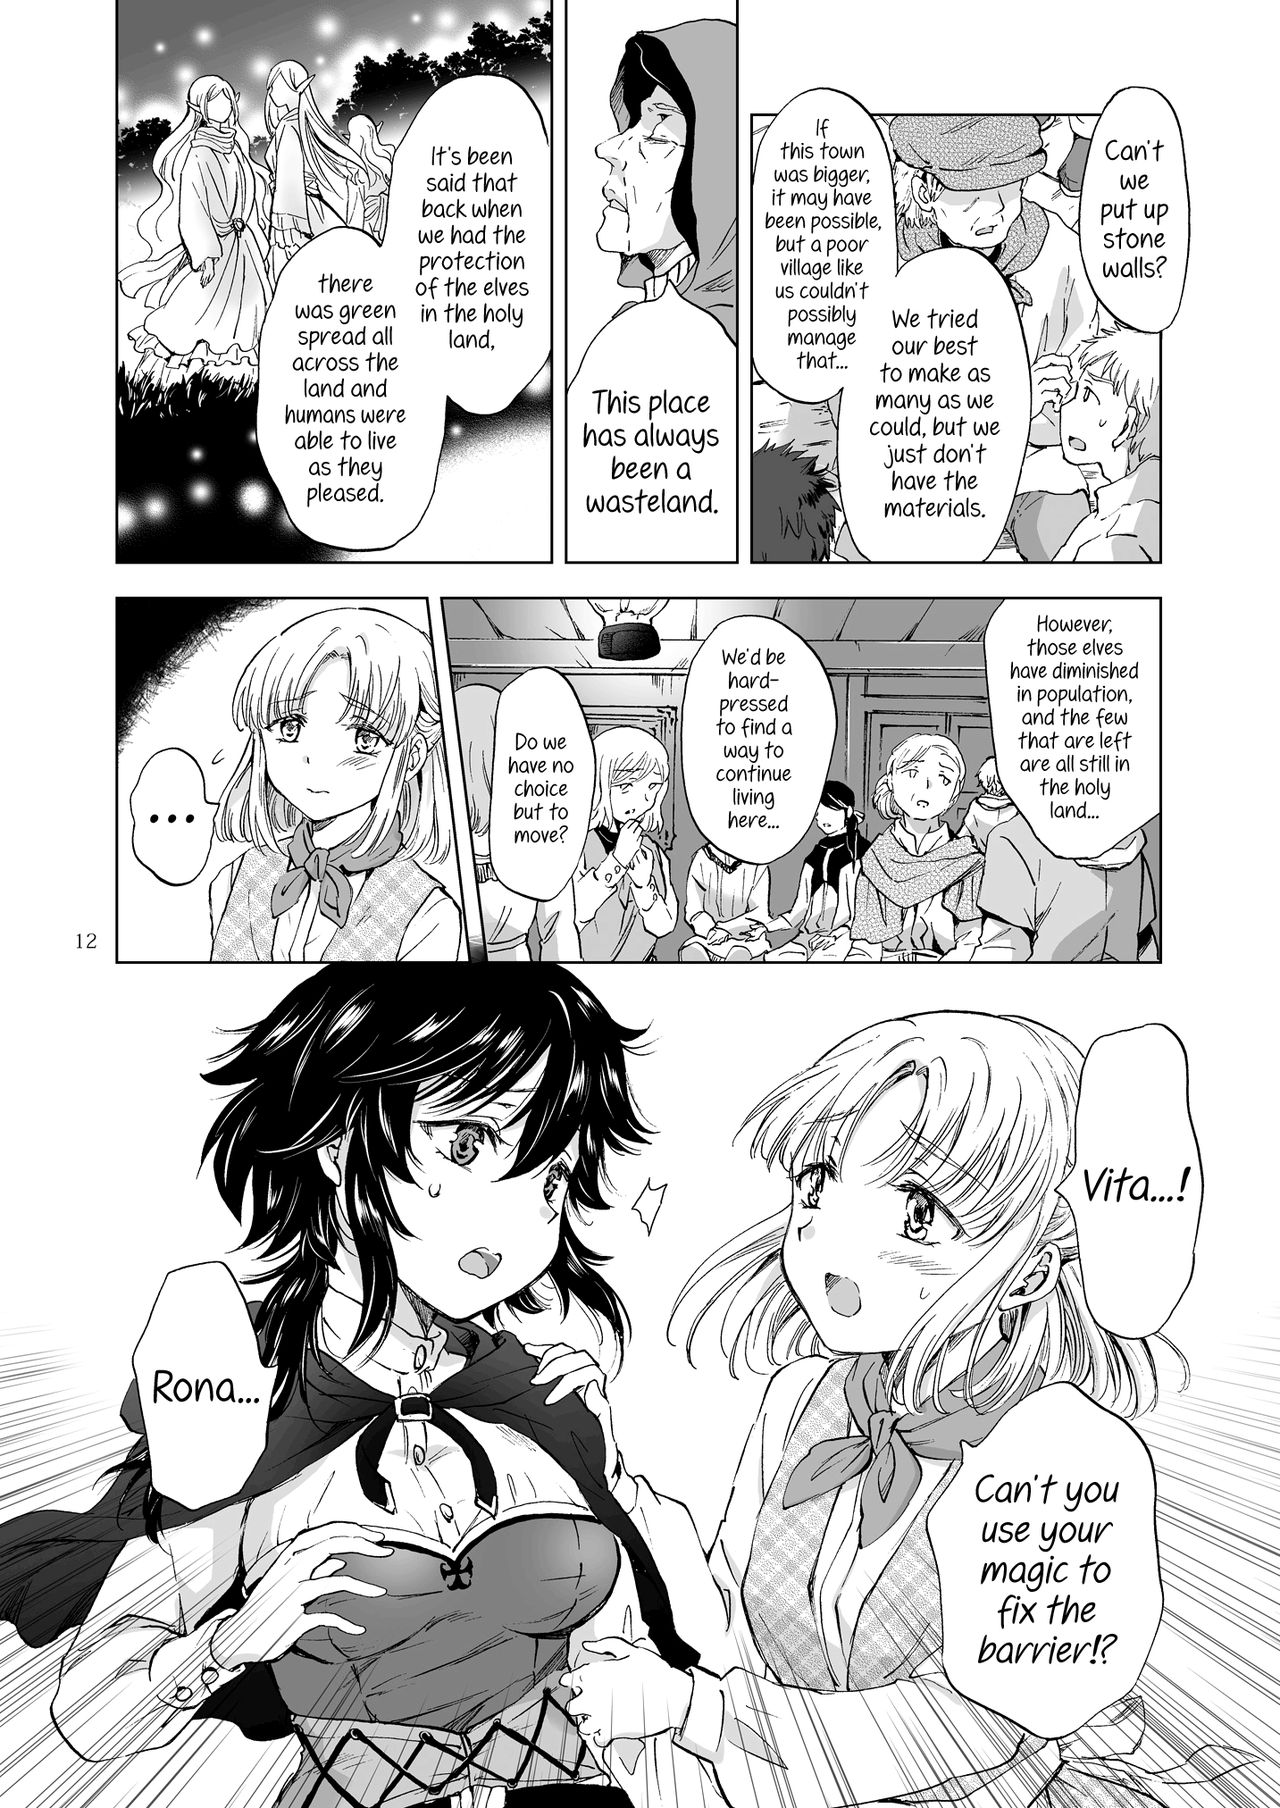 Can't
we
put up
stone
walls?
We tried
our best
to make as
many as we
could, but we
just don't
have the
materials.
If
this town
was bigger,
it may have
been possible,
but a poor
village like
us couldn't
possibly
manage
that...
This place
has always
been a
wasteland.
It's been
said that
back when
we had the
protection
of the elves
in the holy
land,
there
was green
spread all
across the
land and
humans were
able to live
as they
pleased.
However,
those elves
have diminished
in population,
and the few
that are left
are all still in
the holy
land...
We'd be
hard-
pressed
to find a
way to
continue
living
here...
Do we
have no
choice
but to
move?
...
12
Vita...!
Rona...
Can't you
use your
magic to
fix the
barrier!?